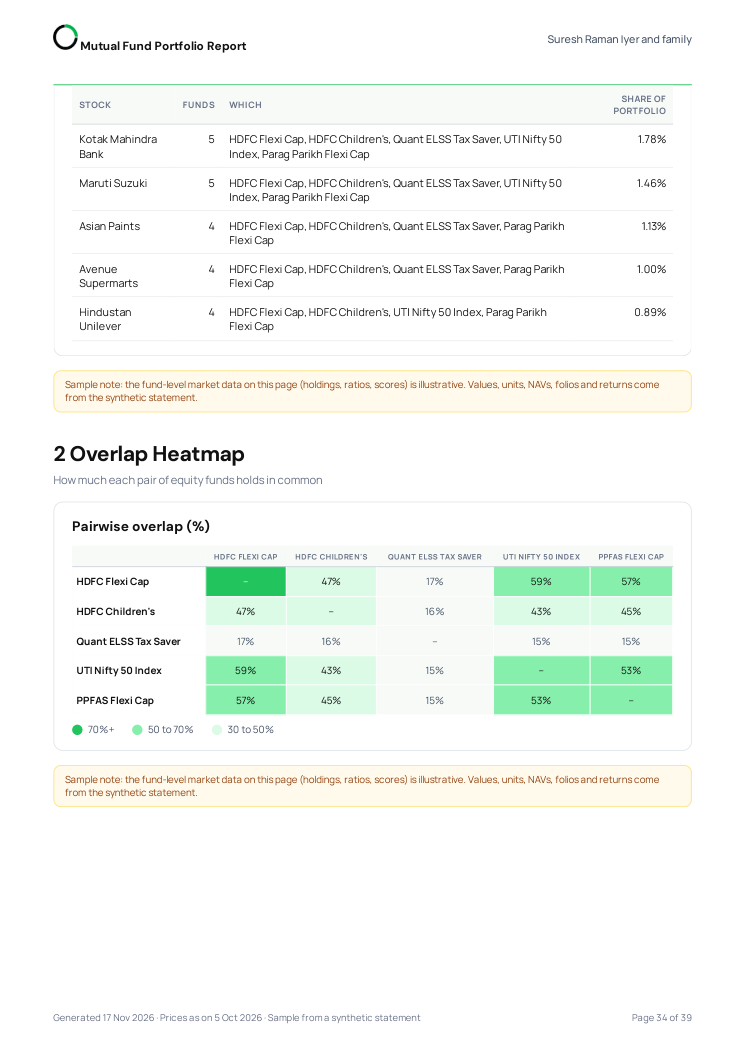 Mutual Fund Portfolio Report
Suresh Raman Iyer and family
STOCK FUNDS WHICH SHARE OF
PORTFOLIO
Kotak Mahindra 5 HDFC Flexi Cap, HDFC Children's, Quant ELSS Tax Saver, UTI Nifty 50 1.78%
Bank Index, Parag Parikh Flexi Cap
Maruti Suzuki 5 HDFC Flexi Cap, HDFC Children's, Quant ELSS Tax Saver, UTI Nifty 50 1.46%
Index, Parag Parikh Flexi Cap
Asian Paints 4 HDFC Flexi Cap, HDFC Children's, Quant ELSS Tax Saver, Parag Parikh 1.13%
Flexi Cap
Avenue 4 HDFC Flexi Cap, HDFC Children's, Quant ELSS Tax Saver, Parag Parikh 1.00%
Supermarts Flexi Cap
Hindustan 4 HDFC Flexi Cap, HDFC Children's, UTI Nifty 50 Index, Parag Parikh 0.89%
Unilever Flexi Cap
Sample note: the fund-level market data on this page (holdings, ratios, scores) is illustrative. Values, units, NAVs, folios and returns come
from the synthetic statement.
2 Overlap Heatmap
How much each pair of equity funds holds in common
Pairwise overlap (%)
HDFC FLEXI CAP HDFC CHILDREN'S QUANT ELSS TAX SAVER UTI NIFTY 50 INDEX PPFAS FLEXI CAP
HDFC Flexi Cap – 47% 17% 59% 57%
HDFC Children's 47% – 16% 43% 45%
Quant ELSS Tax Saver 17% 16% – 15% 15%
UTI Nifty 50 Index 59% 43% 15% – 53%
PPFAS Flexi Cap 57% 45% 15% 53% –
70%+ 50 to 70% 30 to 50%
Sample note: the fund-level market data on this page (holdings, ratios, scores) is illustrative. Values, units, NAVs, folios and returns come
from the synthetic statement.
Generated 17 Nov 2026 · Prices as on 5 Oct 2026 · Sample from a synthetic statement
Page 34 of 39